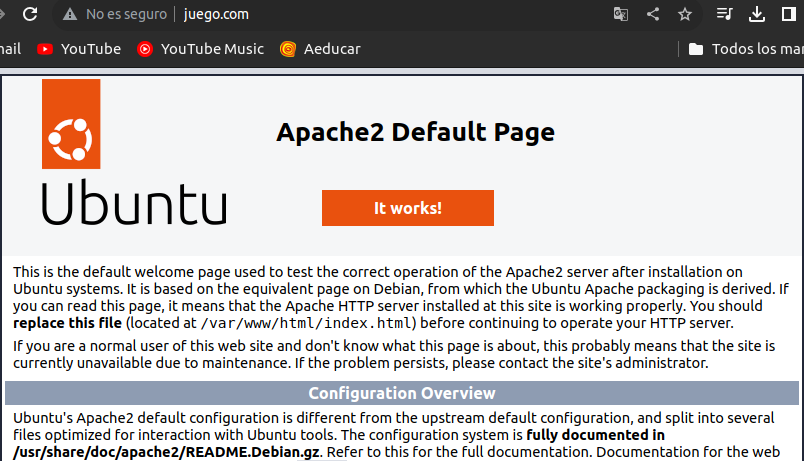 No es seguro juego.com
mail YouTube YouTube Music Aeducar Todos los mar
Apache2 Default Page
Ubuntu
It works!
This is the default welcome page used to test the correct operation of the Apache2 server after installation on
Ubuntu systems. It is based on the equivalent page on Debian, from which the Ubuntu Apache packaging is derived. If
you can read this page, it means that the Apache HTTP server installed at this site is working properly. You should
replace this file (located at /var/www/html/index.html) before continuing to operate your HTTP server.
If you are a normal user of this web site and don't know what this page is about, this probably means that the site is
currently unavailable due to maintenance. If the problem persists, please contact the site's administrator.
Configuration Overview
Ubuntu's Apache2 default configuration is different from the upstream default configuration, and split into several
files optimized for interaction with Ubuntu tools. The configuration system is fully documented in
/usr/share/doc/apache2/README.Debian.gz. Refer to this for the full documentation. Documentation for the web